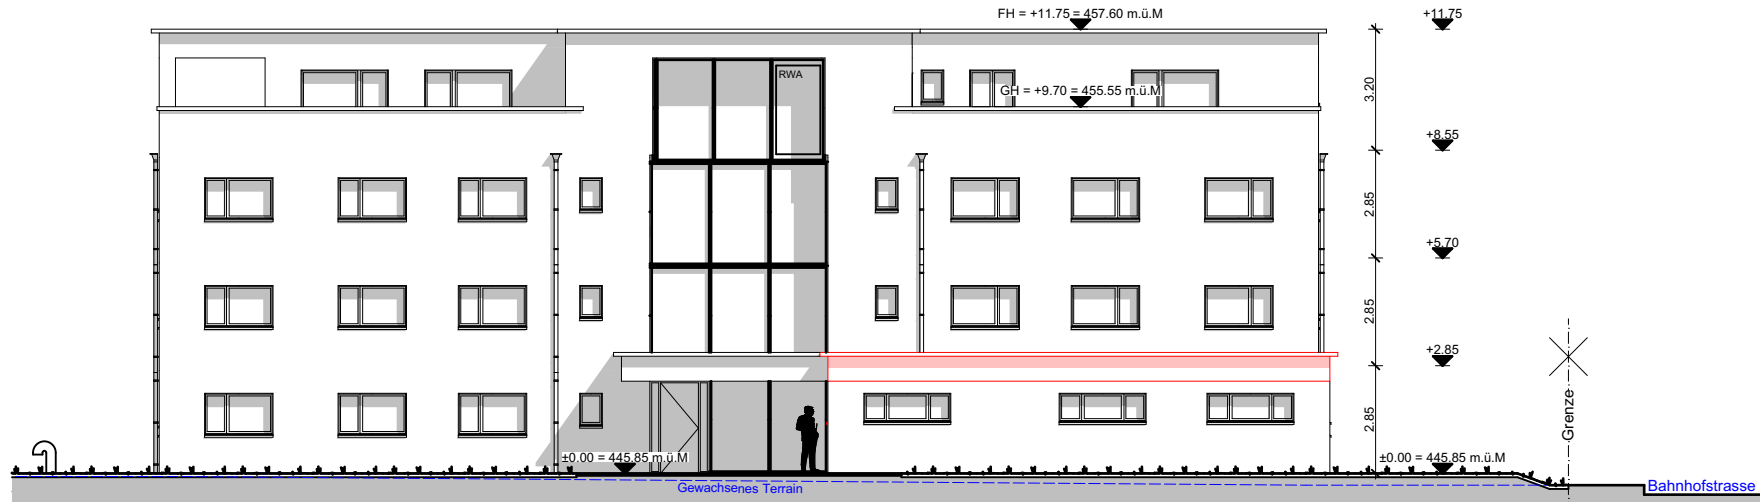 FH = +11.75 = 457.60 m.ü.M
+11.75
RWA
GH = +9.70 = 455.55 m.ü.M
3.20
+8.55
2.85
+5.70
2.85
+2.85
2.85
Grenze
±0.00 = 445.85 m.ü.M
±0.00 = 445.85 m.ü.M
Gewachsenes Terrain
Bahnhofstrasse